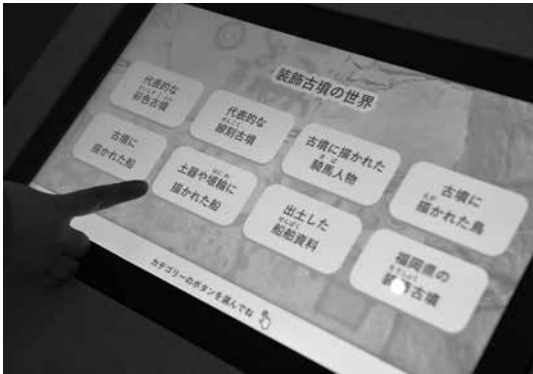 装飾古墳の世界
代表的な
彩色古墳
代表的な
線刻古墳
古墳に描かれた
騎馬人物
古墳に
描かれた鳥
古墳に
描かれた船
土器や埴輪に
描かれた船
出土した
船舶資料
福岡県の
装飾古墳
カテゴリーのボタンを選んでね